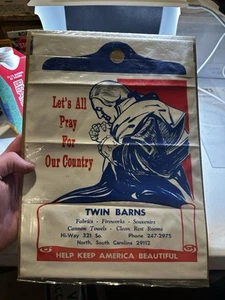 Let's All
Pray
For
Our Country
TWIN BARNS
Fabrics - Fireworks - Souvenirs
Cannon Towels - Clean Rest Rooms
Hi-Way 321 So. Phone 247-2975
North, South Carolina 29112
HELP KEEP AMERICA BEAUTIFUL